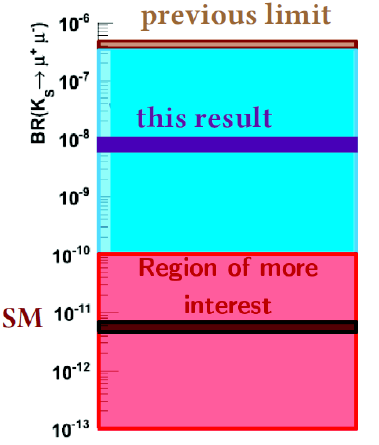 previous limit
10⁻⁶
BR(Kₛ → μ⁺ μ⁻)
10⁻⁷
this result
10⁻⁸
10⁻⁹
10⁻¹⁰
Region of more
interest
10⁻¹¹
SM
10⁻¹²
10⁻¹³